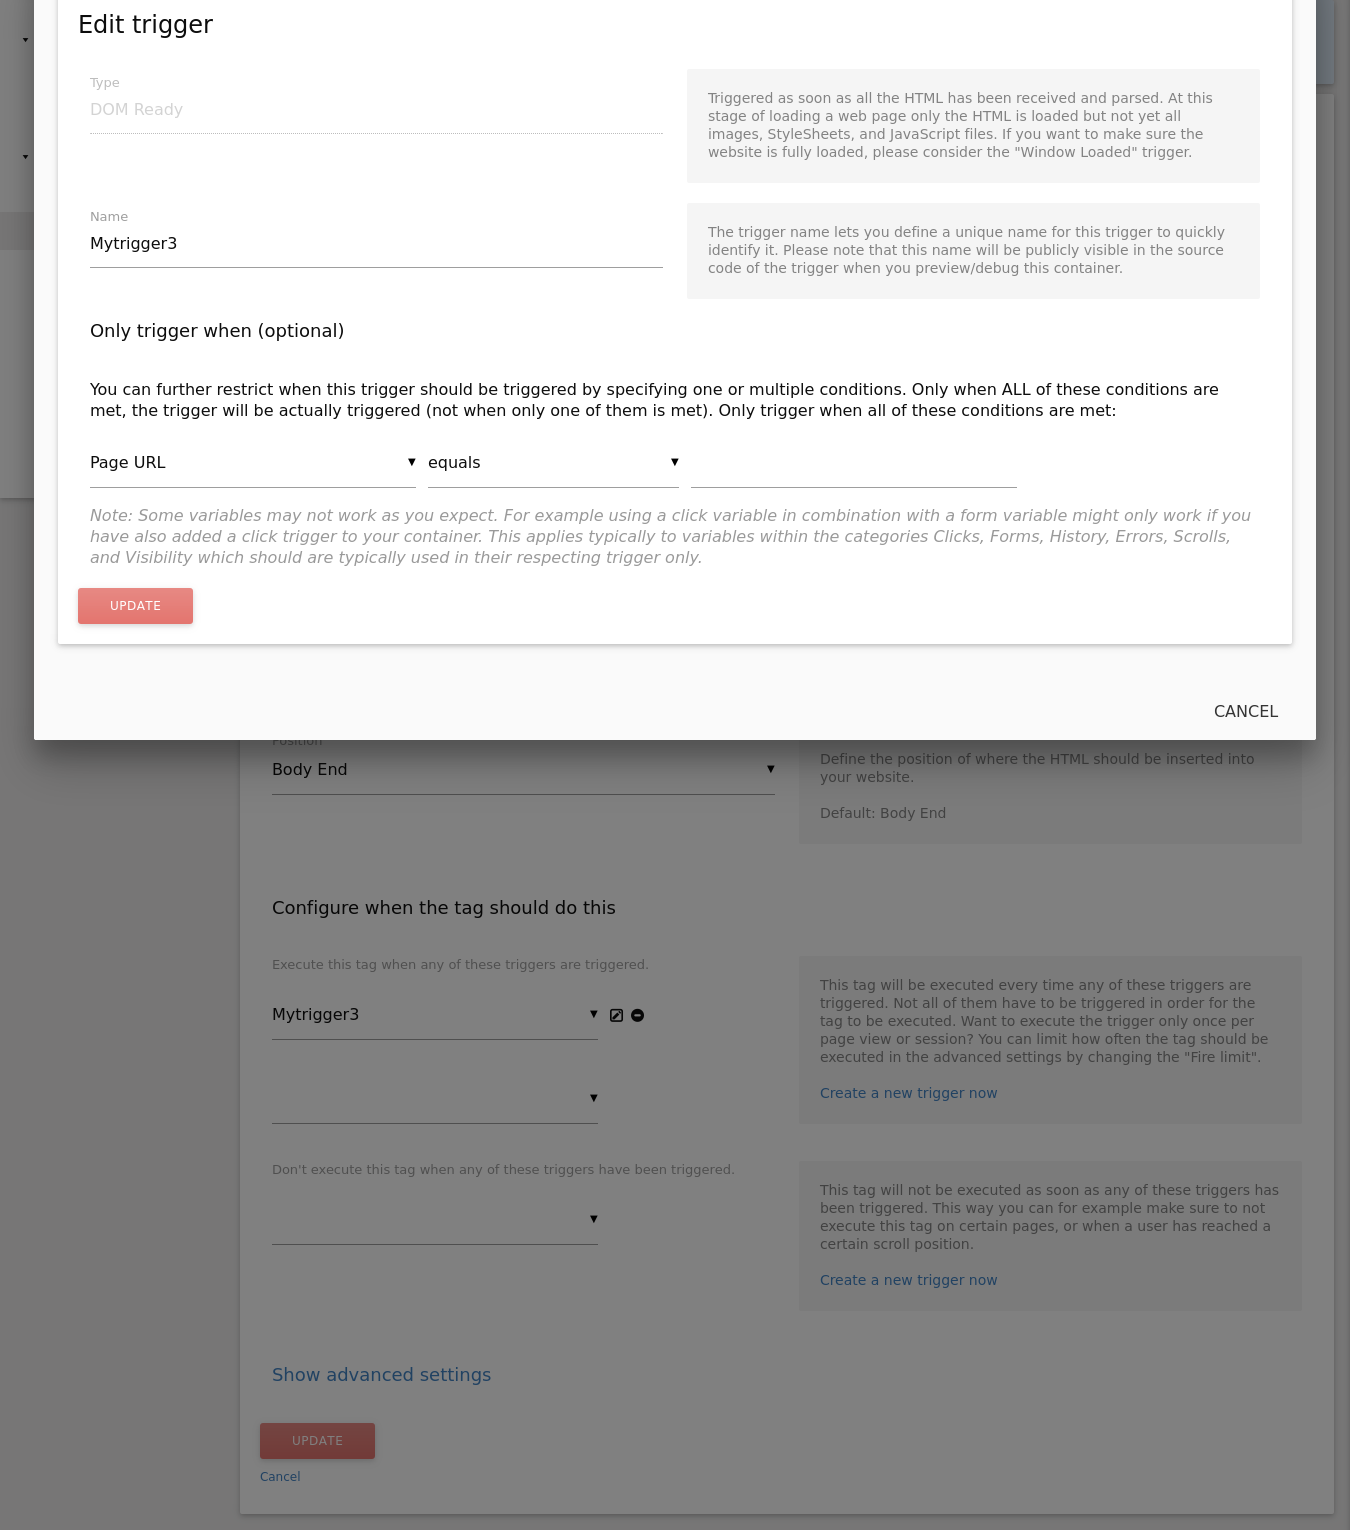 Edit trigger
Type
DOM Ready
Triggered as soon as all the HTML has been received and parsed. At this
stage of loading a web page only the HTML is loaded but not yet all
images, StyleSheets, and JavaScript files. If you want to make sure the
website is fully loaded, please consider the "Window Loaded" trigger.
Name
Mytrigger3
The trigger name lets you define a unique name for this trigger to quickly
identify it. Please note that this name will be publicly visible in the source
code of the trigger when you preview/debug this container.
Only trigger when (optional)
You can further restrict when this trigger should be triggered by specifying one or multiple conditions. Only when ALL of these conditions are
met, the trigger will be actually triggered (not when only one of them is met). Only trigger when all of these conditions are met:
Page URL
equals
Note: Some variables may not work as you expect. For example using a click variable in combination with a form variable might only work if you
have also added a click trigger to your container. This applies typically to variables within the categories Clicks, Forms, History, Errors, Scrolls,
and Visibility which should are typically used in their respecting trigger only.
UPDATE
CANCEL
Position
Body End
Define the position of where the HTML should be inserted into
your website.
Default: Body End
Configure when the tag should do this
Execute this tag when any of these triggers are triggered.
Mytrigger3
This tag will be executed every time any of these triggers are
triggered. Not all of them have to be triggered in order for the
tag to be executed. Want to execute the trigger only once per
page view or session? You can limit how often the tag should be
executed in the advanced settings by changing the "Fire limit".
Create a new trigger now
Don't execute this tag when any of these triggers have been triggered.
This tag will not be executed as soon as any of these triggers has
been triggered. This way you can for example make sure to not
execute this tag on certain pages, or when a user has reached a
certain scroll position.
Create a new trigger now
Show advanced settings
UPDATE
Cancel